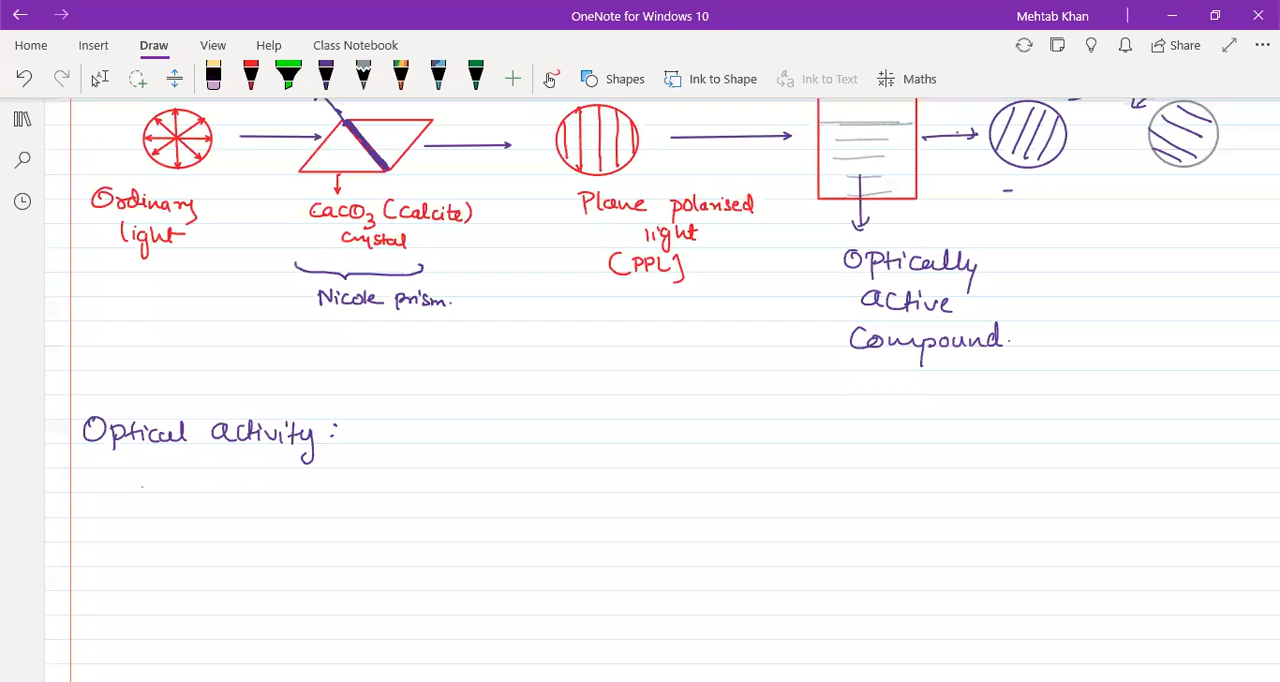 OneNote for Windows 10
Mehtab Khan
Home Insert Draw View Help Class Notebook
Share
Shapes
Ink to Shape
Ink to Text
Maths
Ordinary
light
CaCO3 (Calcite)
crystal
Nicole prism.
Plane polarised
light
(PPL)
Optically
active
Compound.
Optical activity: